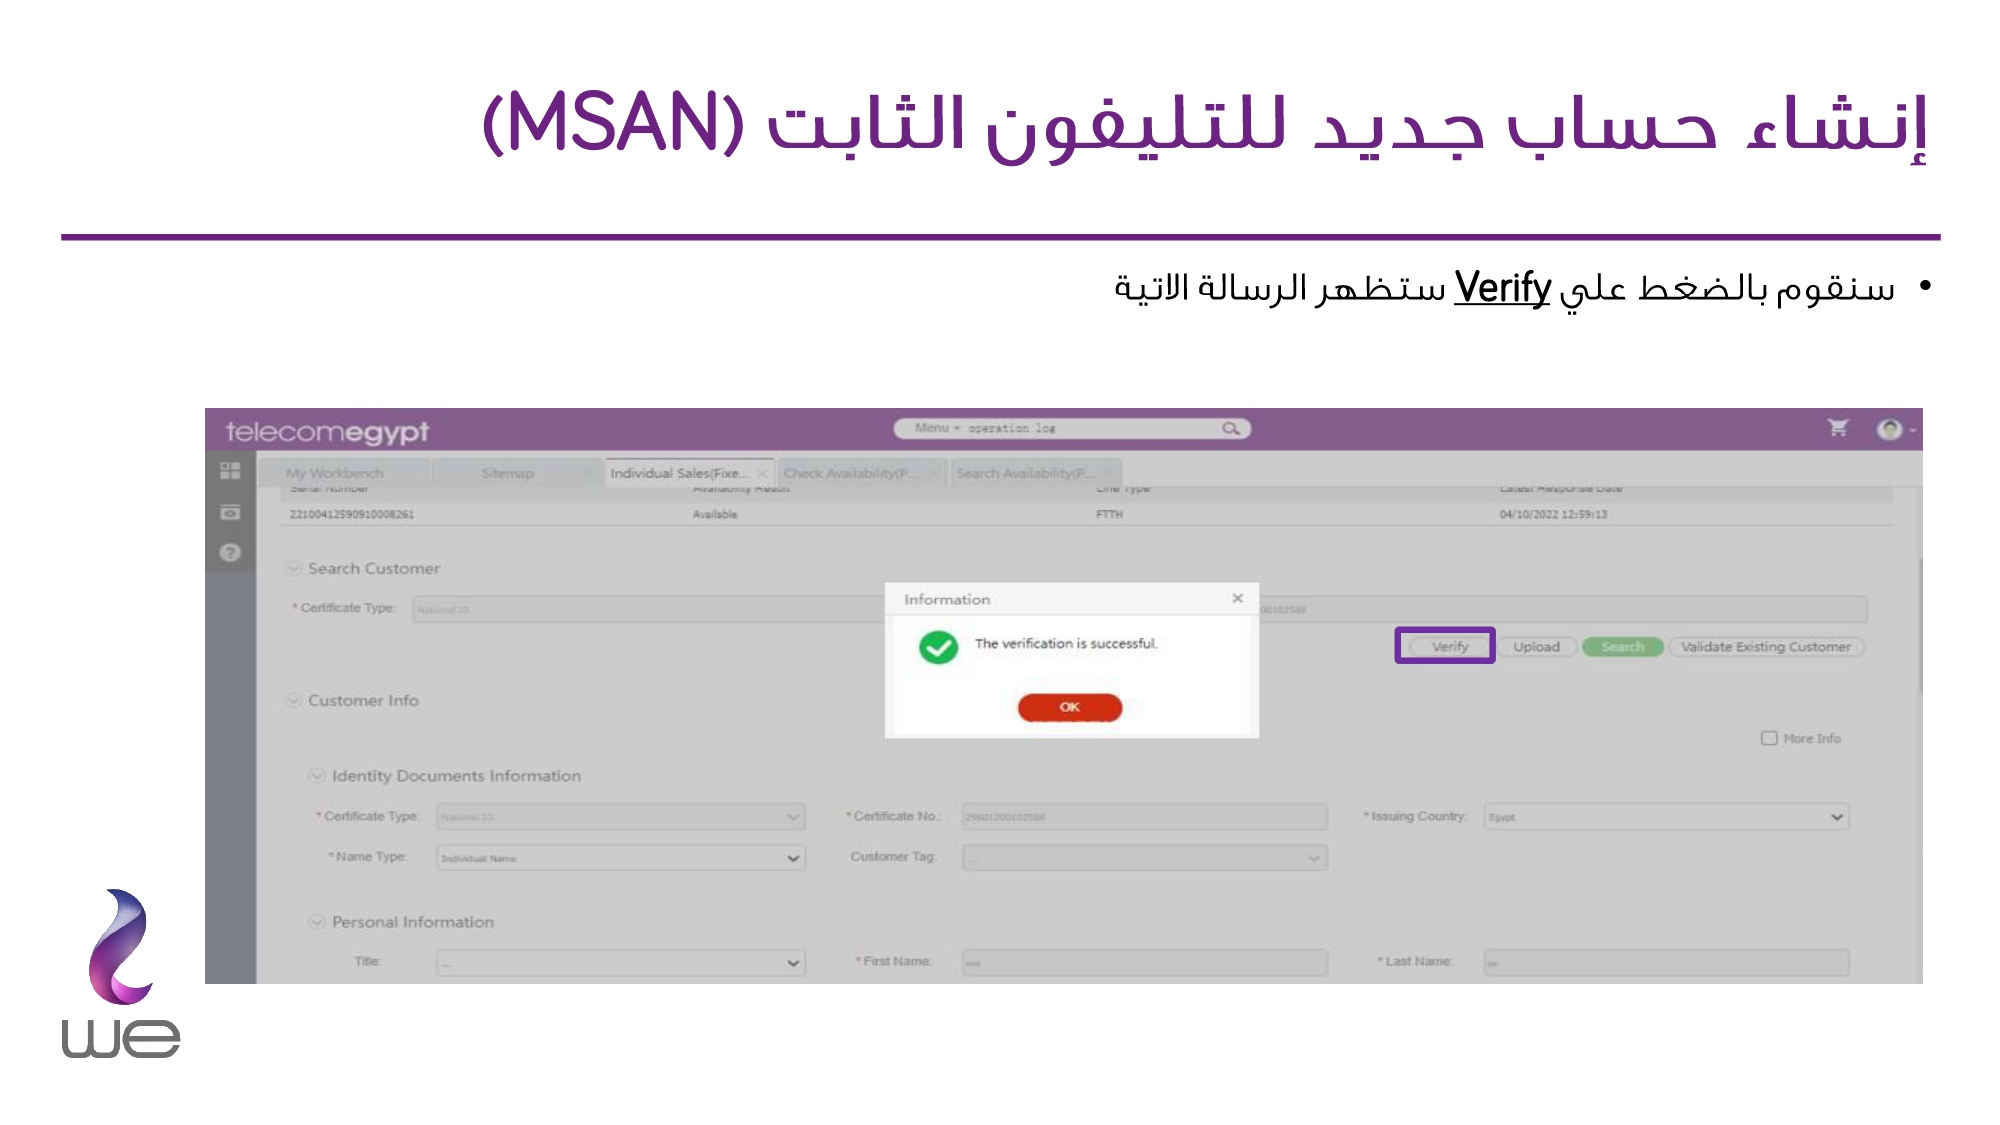 إنشاء حساب جديد للتليفون الثابت (MSAN)
• سنقوم بالضغط علي Verify ستظهر الرسالة الاتية
telecomegypt
Menu operation log
My Workbench Sitemap Individual Sales(Fixe... × Check Availability(P... Search Availability(P...
Serial Number Availability Result Line Type Latest Response Date
22100412590910008261 Available FTTH 04/10/2022 12:59:13
Search Customer
* Certificate Type: National ID 00102588
Information ×
The verification is successful.
OK
Verify Upload Search Validate Existing Customer
Customer Info
More Info
Identity Documents Information
* Certificate Type: National ID * Certificate No.: 29601200102588 * Issuing Country: Egypt
* Name Type: Individual Name Customer Tag: ...
Personal Information
Title: ... * First Name: * Last Name:
we